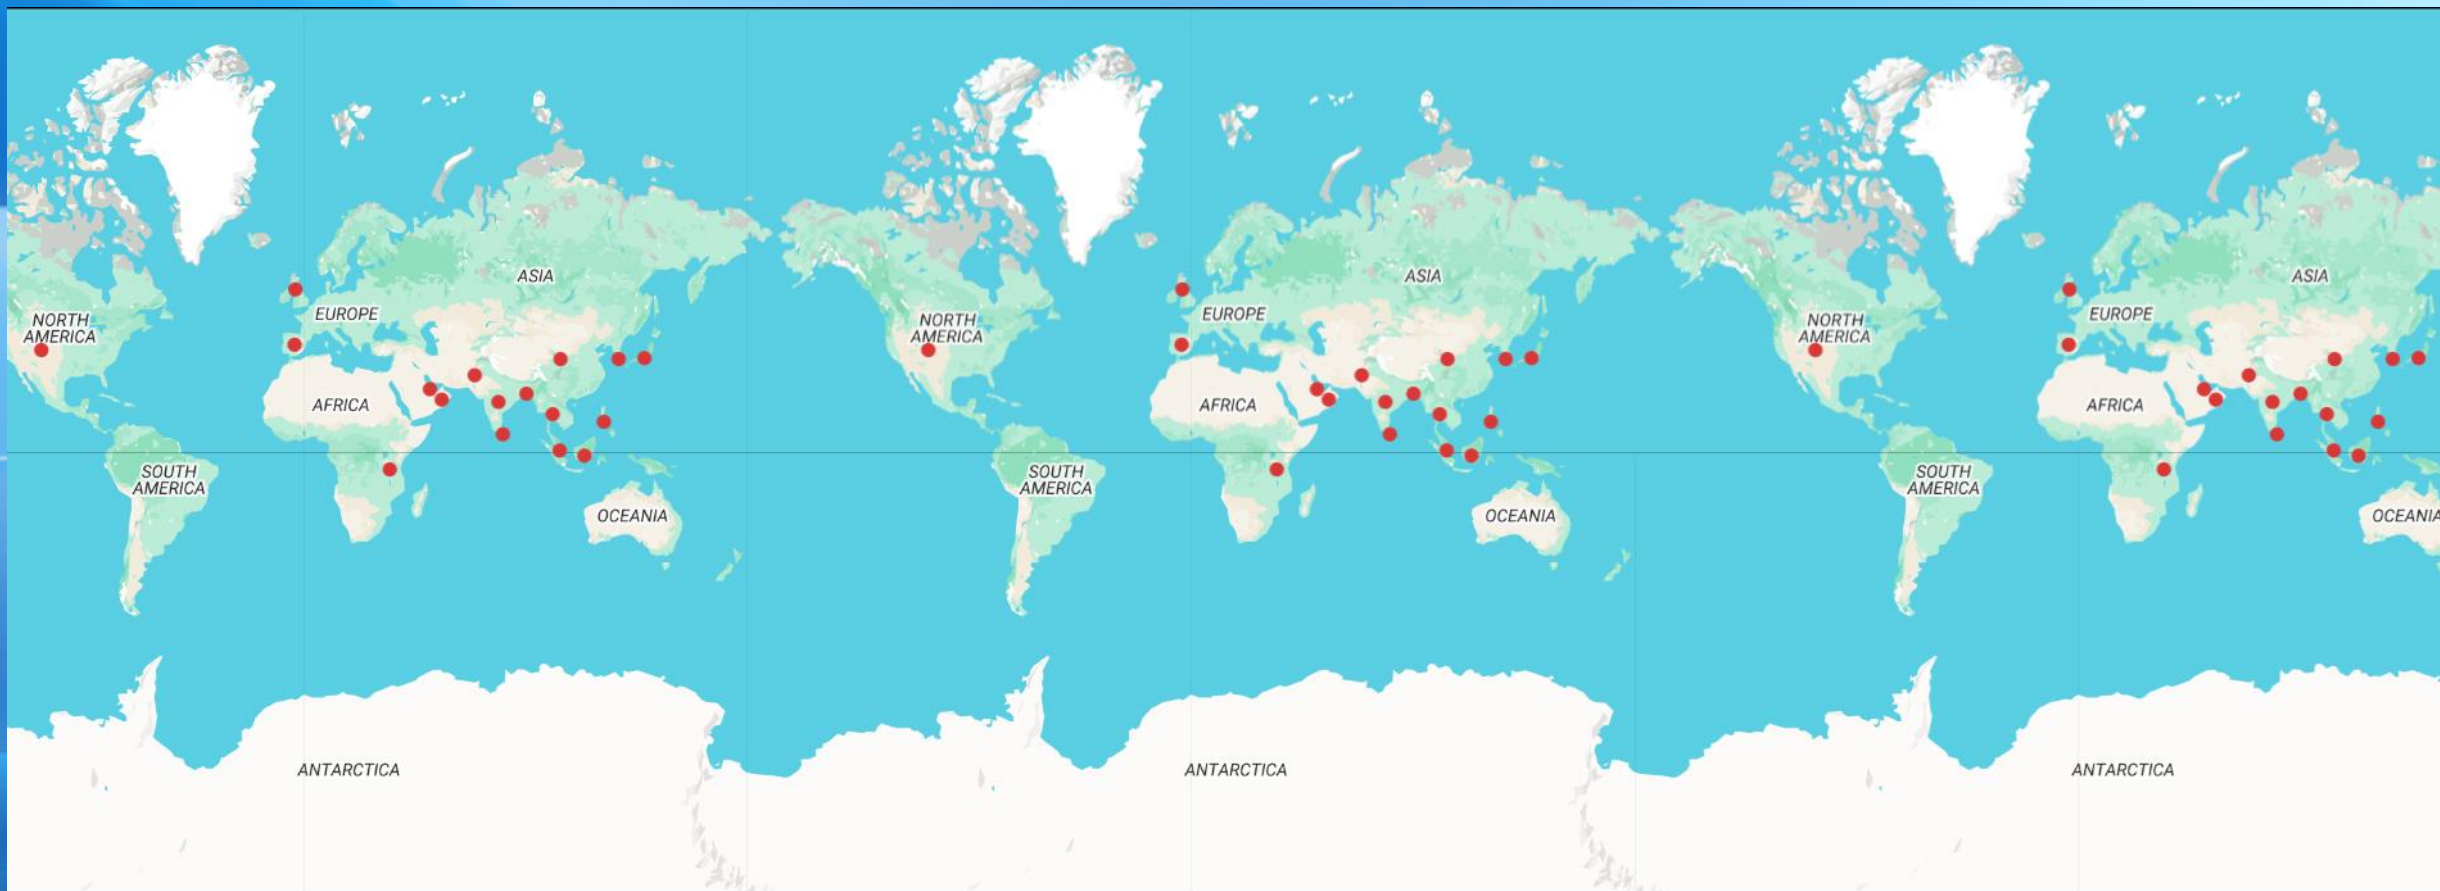 ASIA
ASIA
ASIA
EUROPE
EUROPE
EUROPE
NORTH
AMERICA
NORTH
AMERICA
NORTH
AMERICA
AFRICA
AFRICA
AFRICA
SOUTH
AMERICA
SOUTH
AMERICA
SOUTH
AMERICA
OCEANIA
OCEANIA
OCEANIA
ANTARCTICA
ANTARCTICA
ANTARCTICA